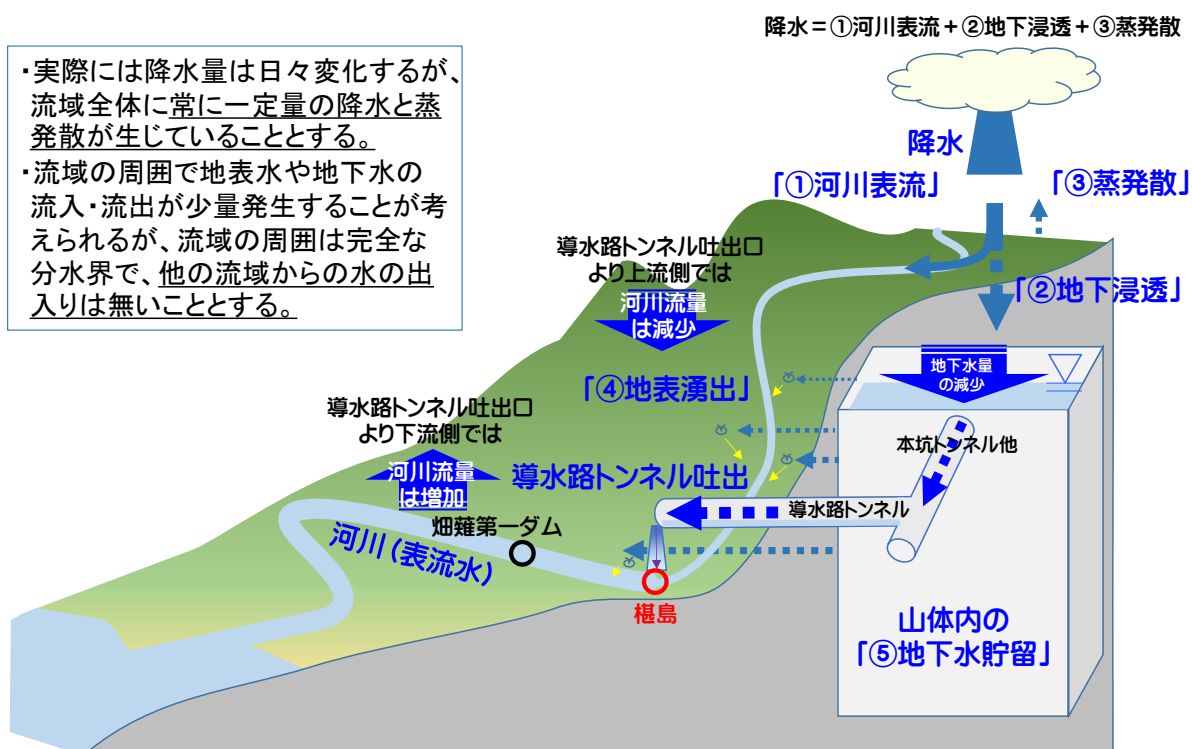 降水＝①河川表流＋②地下浸透＋③蒸発散
・実際には降水量は日々変化するが、
流域全体に常に一定量の降水と蒸
発散が生じていることとする。
・流域の周囲で地表水や地下水の
流入・流出が少量発生することが考
えられるが、流域の周囲は完全な
分水界で、他の流域からの水の出
入りは無いこととする。
降水
「①河川表流」
「③蒸発散」
「②地下浸透」
導水路トンネル吐出口
より上流側では
河川流量
は減少
「④地表湧出」
地下水量
の減少
導水路トンネル吐出口
より下流側では
河川流量
は増加
導水路トンネル吐出
本坑トンネル他
導水路トンネル
畑薙第一ダム
河川（表流水）
椹島
山体内の
「⑤地下水貯留」